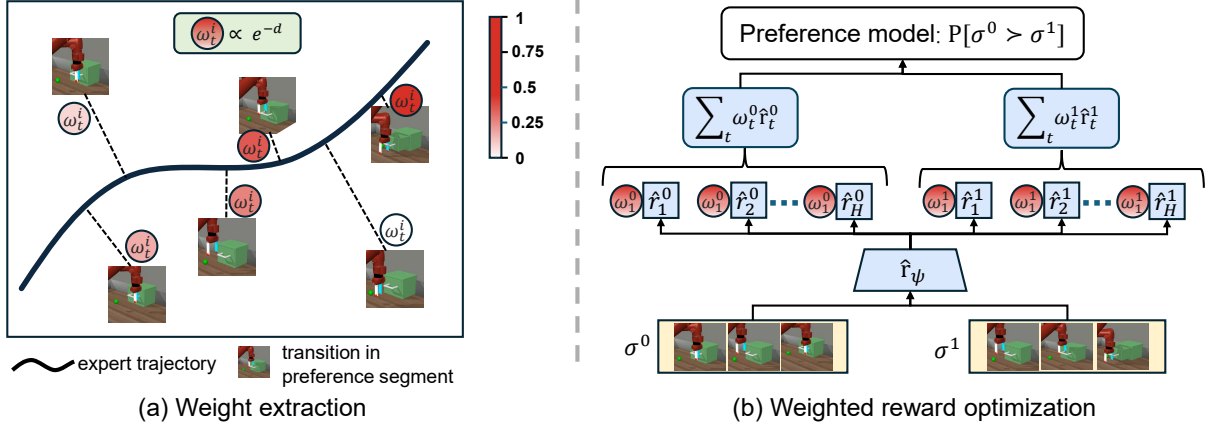 ω_t^i ∝ e^{-d}
1
0.75
0.5
0.25
0
ω_t^i
ω_t^i
ω_t^i
ω_t^i
ω_t^i
ω_t^i
expert trajectory
transition in
preference segment
(a) Weight extraction
Preference model: P[σ^0 ≻ σ^1]
∑_t ω_t^0 r̂_t^0
∑_t ω_t^1 r̂_t^1
ω_1^0 r̂_1^0 ω_1^0 r̂_2^0 ω_1^0 r̂_H^0 ω_1^1 r̂_1^1 ω_1^1 r̂_2^1 ω_1^1 r̂_H^1
r̂_ψ
σ^0 σ^1
(b) Weighted reward optimization